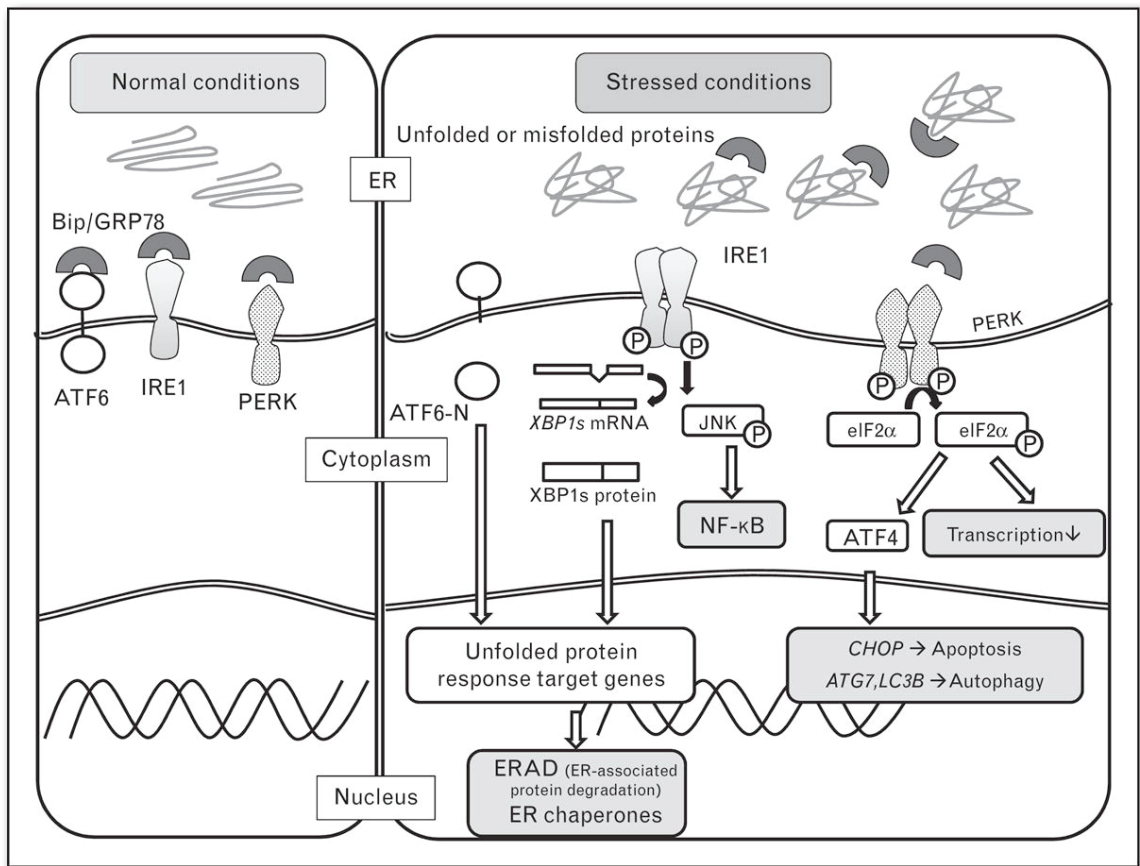 Normal conditions
Bip/GRP78
ATF6
IRE1
PERK
ER
Cytoplasm
Nucleus
Stressed conditions
Unfolded or misfolded proteins
IRE1
P
P
PERK
P
P
ATF6-N
XBP1s mRNA
XBP1s protein
JNK
P
NF-κB
eIF2α
eIF2α
P
ATF4
Transcription↓
Unfolded protein
response target genes
CHOP → Apoptosis
ATG7,LC3B → Autophagy
ERAD (ER-associated
protein degradation)
ER chaperones